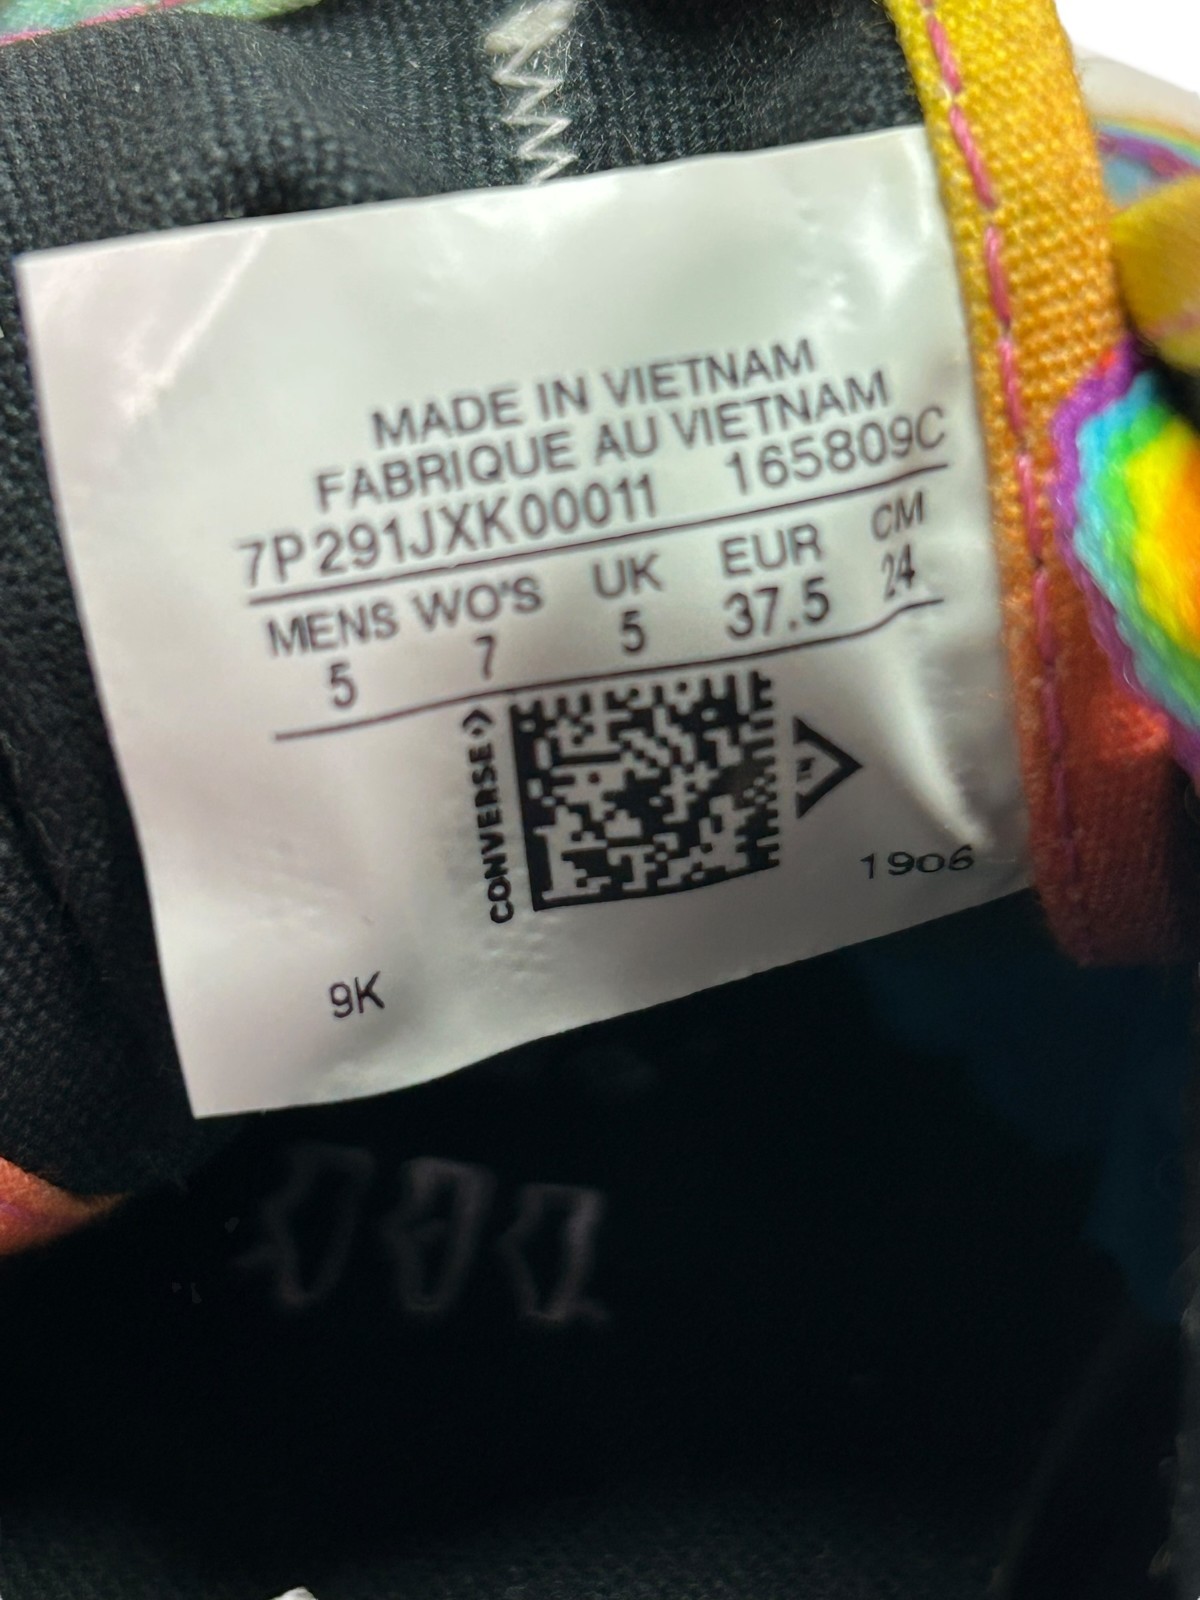 MADE IN VIETNAM
FABRIQUE AU VIETNAM
7P291JXK00011 165809C
MENS WO'S UK EUR CM
5 7 5 37.5 24
CONVERSE
TM
1906
9K